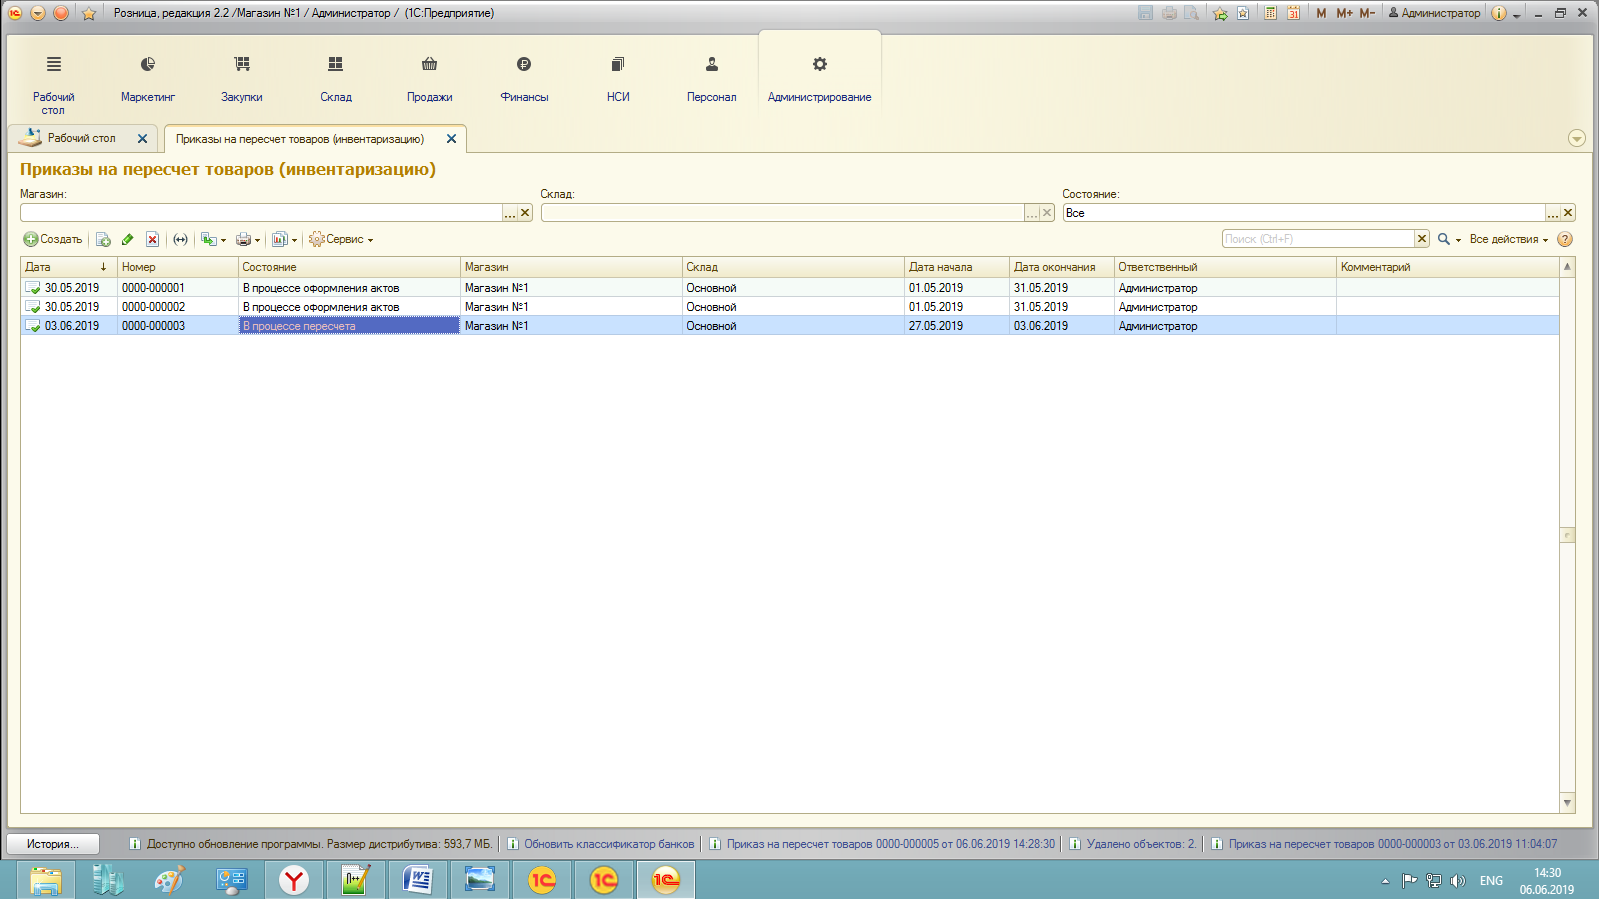 Розница, редакция 2.2 /Магазин №1 / Администратор / (1С:Предприятие)
31 M M+ M- Администратор
Рабочий стол Маркетинг Закупки Склад Продажи Финансы НСИ Персонал Администрирование
Рабочий стол Приказы на пересчет товаров (инвентаризацию)
Приказы на пересчет товаров (инвентаризацию)
Магазин: Склад: Состояние:
... ... Все ...
Создать Сервис Поиск (Ctrl+F) Все действия ?
Дата ↓ Номер Состояние Магазин Склад Дата начала Дата окончания Ответственный Комментарий
30.05.2019 0000-000001 В процессе оформления актов Магазин №1 Основной 01.05.2019 31.05.2019 Администратор
30.05.2019 0000-000002 В процессе оформления актов Магазин №1 Основной 01.05.2019 31.05.2019 Администратор
03.06.2019 0000-000003 В процессе пересчета Магазин №1 Основной 27.05.2019 03.06.2019 Администратор
История... Доступно обновление программы. Размер дистрибутива: 593,7 МБ. Обновить классификатор банков Приказ на пересчет товаров 0000-000005 от 06.06.2019 14:28:30 Удалено объектов: 2. Приказ на пересчет товаров 0000-000003 от 03.06.2019 11:04:07
ENG 14:30
06.06.2019